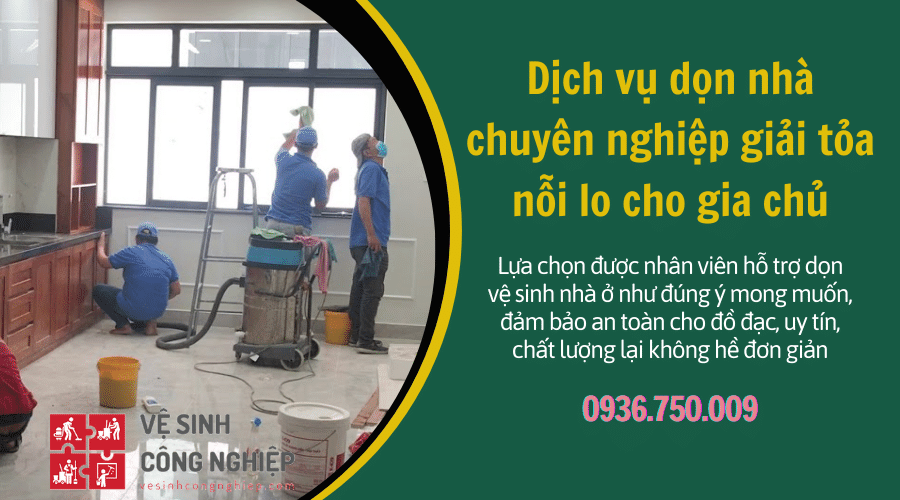 Dịch vụ dọn nhà
chuyên nghiệp giải tỏa
nỗi lo cho gia chủ
Lựa chọn được nhân viên hỗ trợ dọn
vệ sinh nhà ở như đúng ý mong muốn,
đảm bảo an toàn cho đồ đạc, uy tín,
chất lượng lại không hề đơn giản
0936.750.009
VỆ SINH
CÔNG NGHIỆP
vesinhcongnghiep.com